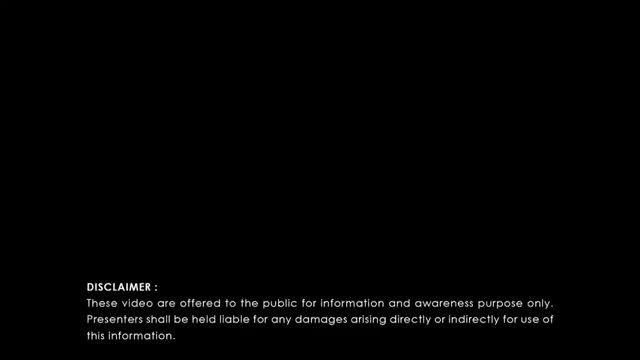 DISCLAIMER :
These video are offered to the public for information and awareness purpose only.
Presenters shall be held liable for any damages arising directly or indirectly for use of
this information.